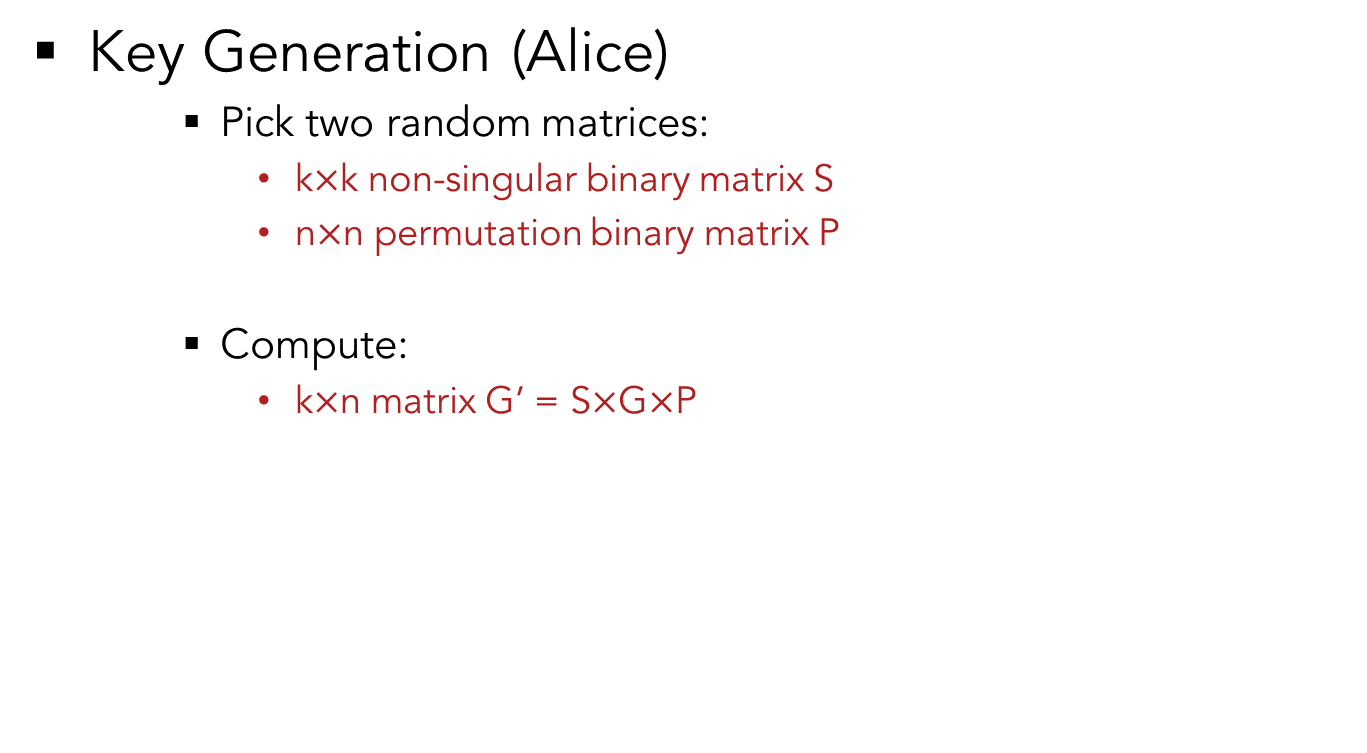 ▪ Key Generation (Alice)
▪ Pick two random matrices:
• k×k non-singular binary matrix S
• n×n permutation binary matrix P
▪ Compute:
• k×n matrix G’ = S×G×P